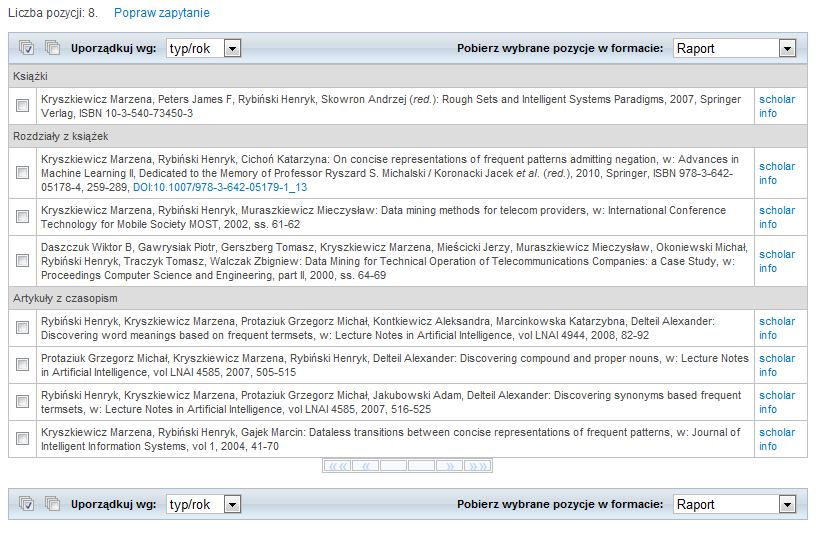 Liczba pozycji: 8. Popraw zapytanie
Uporządkuj wg: typ/rok Pobierz wybrane pozycje w formacie: Raport
Książki
Kryszkiewicz Marzena, Peters James F, Rybiński Henryk, Skowron Andrzej (red.): Rough Sets and Intelligent Systems Paradigms, 2007, Springer
Verlag, ISBN 10-3-540-73450-3
scholar
info
Rozdziały z książek
Kryszkiewicz Marzena, Rybiński Henryk, Cichoń Katarzyna: On concise representations of frequent patterns admitting negation, w: Advances in
Machine Learning II, Dedicated to the Memory of Professor Ryszard S. Michalski / Koronacki Jacek et al. (red.), 2010, Springer, ISBN 978-3-642-
05178-4, 259-289, DOI:10.1007/978-3-642-05179-1_13
scholar
info
Kryszkiewicz Marzena, Rybiński Henryk, Muraszkiewicz Mieczysław: Data mining methods for telecom providers, w: International Conference
Technology for Mobile Society MOST, 2002, ss. 61-62
scholar
info
Daszczuk Wiktor B, Gawrysiak Piotr, Gerszberg Tomasz, Kryszkiewicz Marzena, Mieścicki Jerzy, Muraszkiewicz Mieczysław, Okoniewski Michał,
Rybiński Henryk, Traczyk Tomasz, Walczak Zbigniew: Data Mining for Technical Operation of Telecommunications Companies: a Case Study, w:
Proceedings Computer Science and Engineering, part II, 2000, ss. 64-69
scholar
info
Artykuły z czasopism
Rybiński Henryk, Kryszkiewicz Marzena, Protaziuk Grzegorz Michał, Kontkiewicz Aleksandra, Marcinkowska Katarzybna, Delteil Alexander:
Discovering word meanings based on frequent termsets, w: Lecture Notes in Artificial Intelligence, vol LNAI 4944, 2008, 82-92
scholar
info
Protaziuk Grzegorz Michał, Kryszkiewicz Marzena, Rybiński Henryk, Delteil Alexander: Discovering compound and proper nouns, w: Lecture Notes
in Artificial Intelligence, vol LNAI 4585, 2007, 505-515
scholar
info
Rybiński Henryk, Kryszkiewicz Marzena, Protaziuk Grzegorz Michał, Jakubowski Adam, Delteil Alexander: Discovering synonyms based frequent
termsets, w: Lecture Notes in Artificial Intelligence, vol LNAI 4585, 2007, 516-525
scholar
info
Kryszkiewicz Marzena, Rybiński Henryk, Gajek Marcin: Dataless transitions between concise representations of frequent patterns, w: Journal of
Intelligent Information Systems, vol 1, 2004, 41-70
scholar
info
«« « » »»
Uporządkuj wg: typ/rok Pobierz wybrane pozycje w formacie: Raport